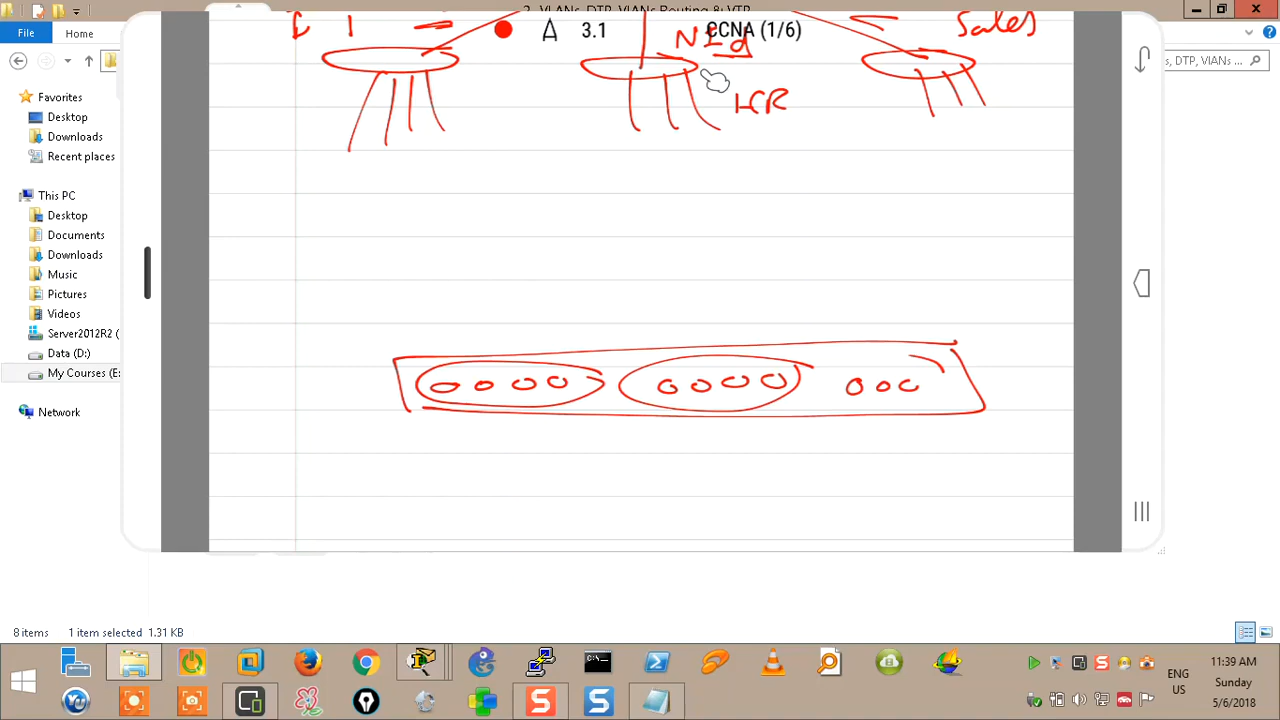 2. VLANs, DTP, VLANs Routing & VTP
File
Home
3.1
CCNA (1/6)
Sales
HR
s, DTP, VlANs
Favorites
Desktop
Downloads
Recent places
This PC
Desktop
Documents
Downloads
Music
Pictures
Videos
Server2012R2 (
Data (D:)
My Courses (E:
Network
8 items
1 item selected 1.31 KB
ENG
US
11:39 AM
Sunday
5/6/2018